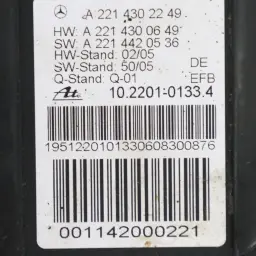 A 221 430 22 49
HW: A 221 430 06 49
SW: A 221 442 05 36
HW-Stand: 02/05
SW-Stand: 50/05 DE
Q-Stand: Q-01 EFB
Ate 10.2201-0133.4
19512201013306083008 76
001142000221